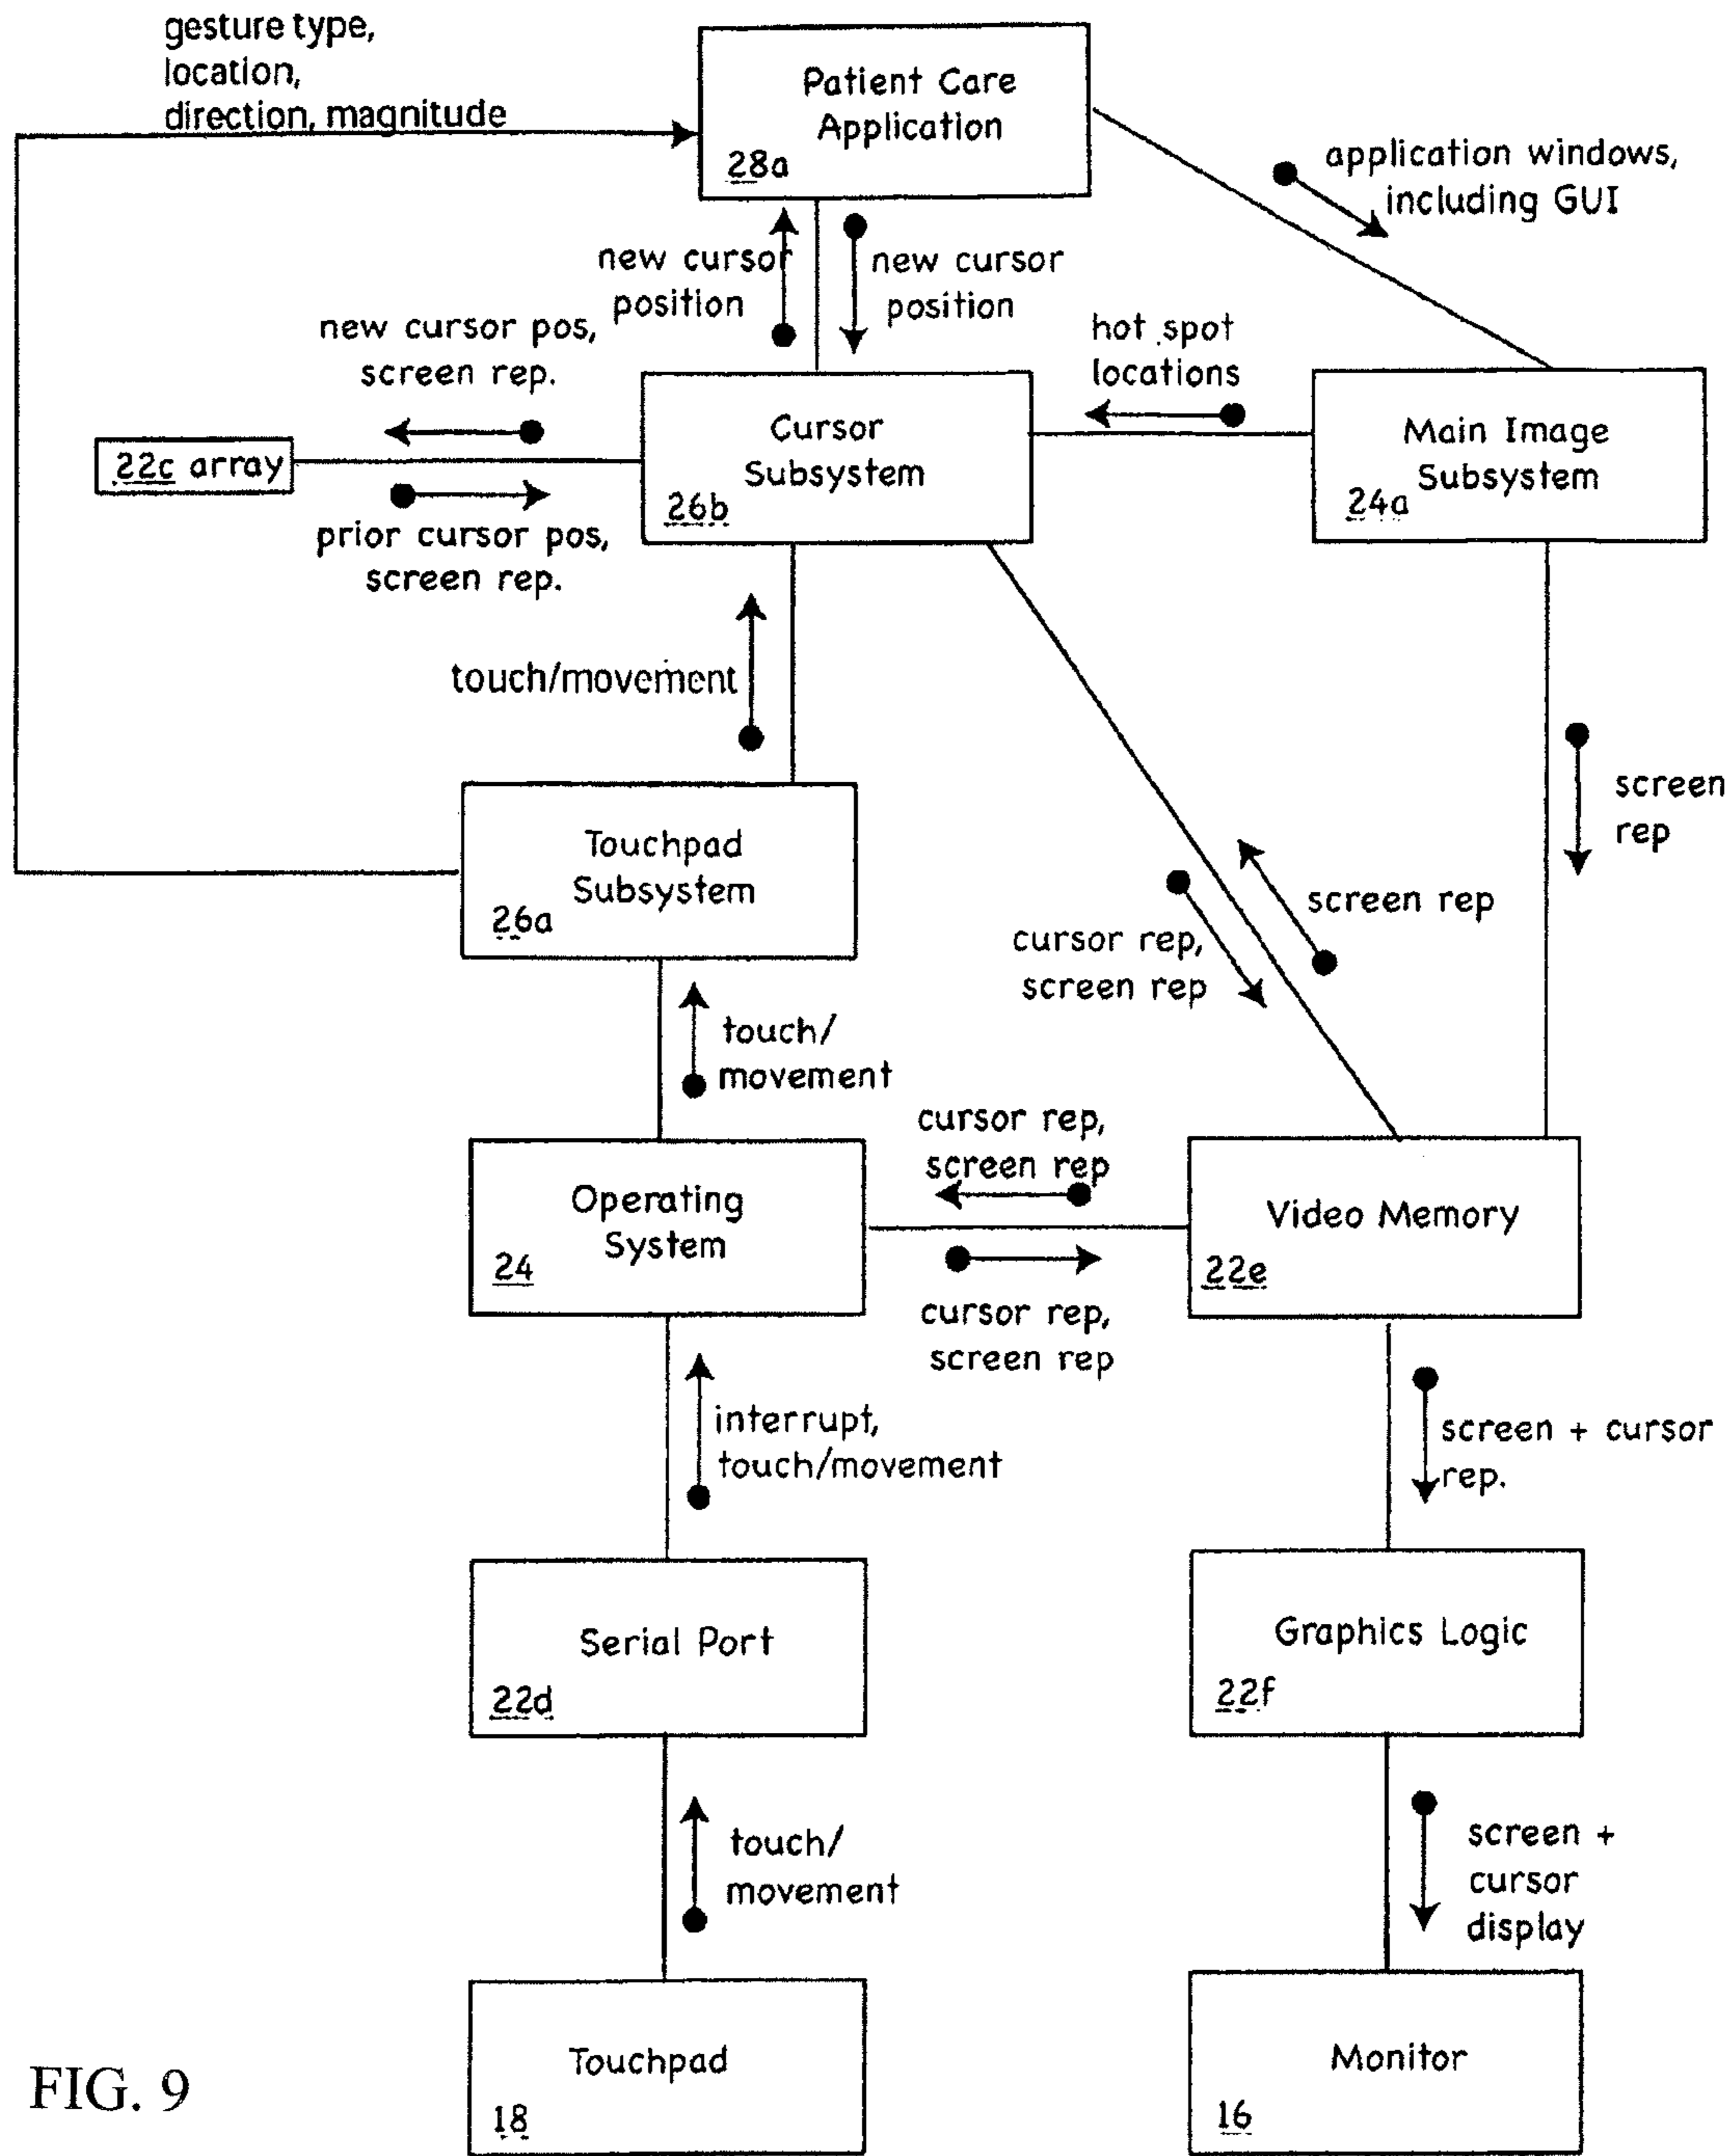 gesture type,
location,
direction, magnitude
Patient Care
Application
28a
application windows,
including GUI
new cursor
position
new cursor
position
new cursor pos,
screen rep.
hot spot
locations
22c array
prior cursor pos,
screen rep.
Cursor
Subsystem
26b
Main Image
Subsystem
24a
touch/movement
screen
rep
Touchpad
Subsystem
26a
screen rep
cursor rep,
screen rep
touch/
movement
cursor rep,
screen rep
Operating
System
24
Video Memory
22e
cursor rep,
screen rep
interrupt,
touch/movement
screen + cursor
rep.
Serial Port
22d
Graphics Logic
22f
touch/
movement
screen +
cursor
display
Touchpad
18
Monitor
16
FIG. 9